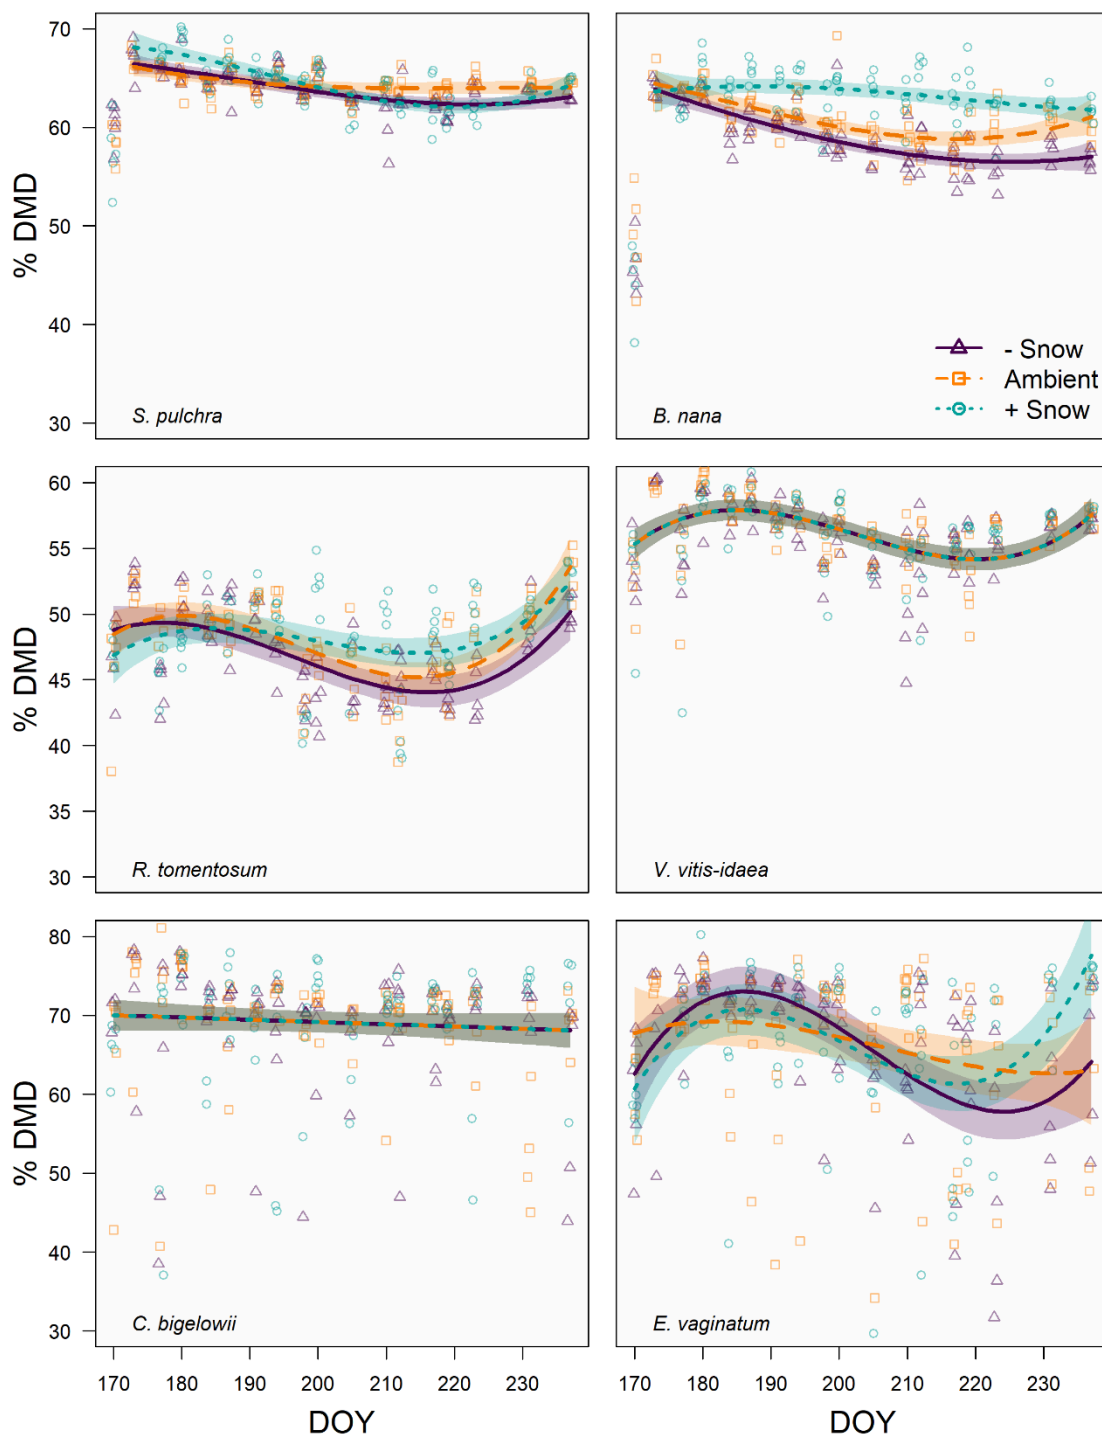 % DMD
70
60
50
40
30
S. pulchra
- Snow
Ambient
+ Snow
B. nana
% DMD
60
55
50
45
40
35
30
R. tomentosum
V. vitis-idaea
% DMD
80
70
60
50
40
30
C. bigelowii
E. vaginatum
170 180 190 200 210 220 230
170 180 190 200 210 220 230
DOY
DOY